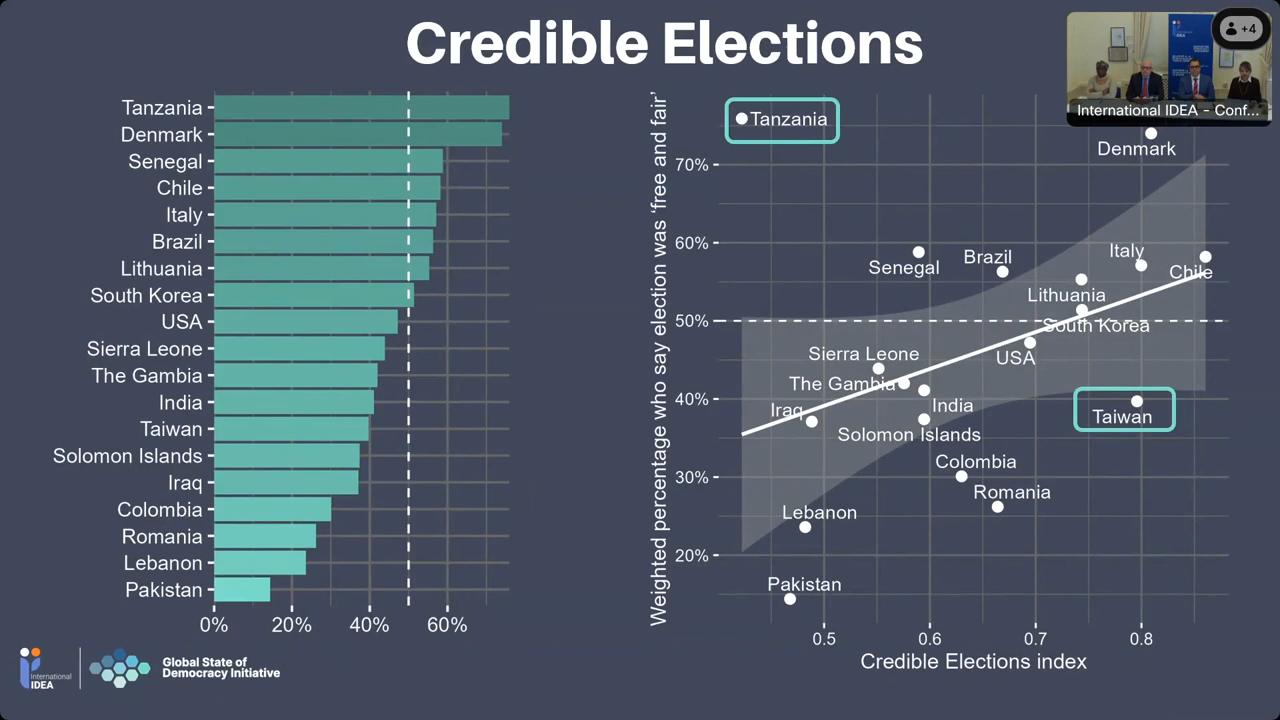 Credible Elections
+4
International IDEA - Conf...
Tanzania
Denmark
Senegal
Chile
Italy
Brazil
Lithuania
South Korea
USA
Sierra Leone
The Gambia
India
Taiwan
Solomon Islands
Iraq
Colombia
Romania
Lebanon
Pakistan
0% 20% 40% 60%
Weighted percentage who say election was ‘free and fair’
70%
60%
50%
40%
30%
20%
Tanzania
Denmark
Senegal
Brazil
Italy
Chile
Lithuania
South Korea
Sierra Leone
USA
The Gambia
Iraq
India
Taiwan
Solomon Islands
Colombia
Romania
Lebanon
Pakistan
0.5 0.6 0.7 0.8
Credible Elections index
International
IDEA
Global State of
Democracy Initiative